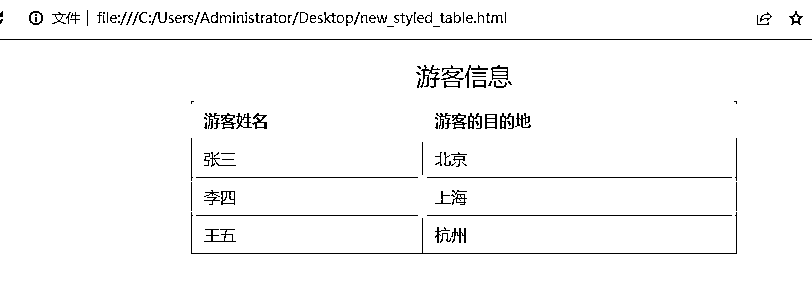 文件 file:///C:/Users/Administrator/Desktop/new_styled_table.html
游客信息
游客姓名 游客的目的地
张三 北京
李四 上海
王五 杭州